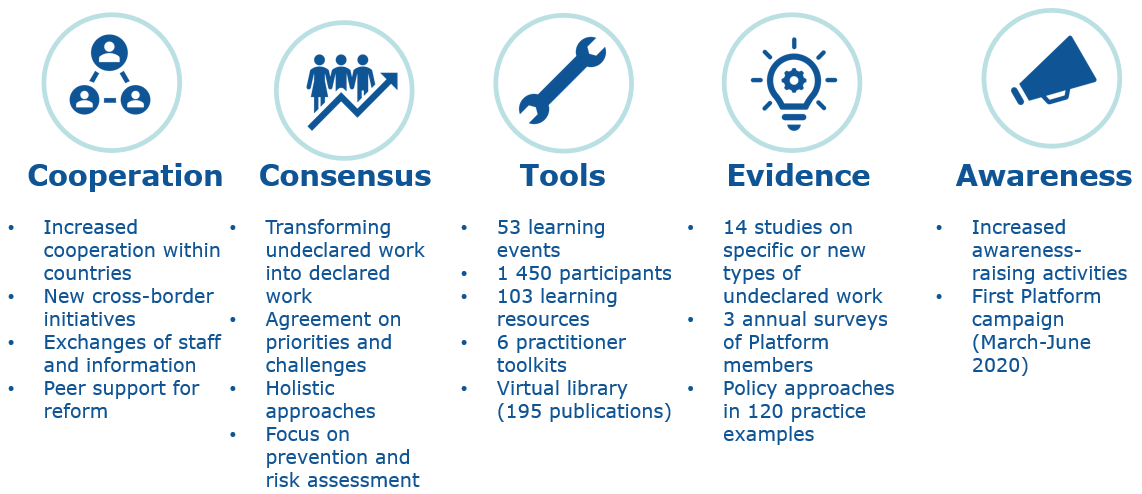 Cooperation
• Increased
cooperation within
countries
• New cross-border
initiatives
• Exchanges of staff
and information
• Peer support for
reform
Consensus
• Transforming
undeclared work
into declared
work
• Agreement on
priorities and
challenges
• Holistic
approaches
• Focus on
prevention and
risk assessment
Tools
• 53 learning
events
• 1 450 participants
• 103 learning
resources
• 6 practitioner
toolkits
• Virtual library
(195 publications)
Evidence
• 14 studies on
specific or new
types of
undeclared work
• 3 annual surveys
of Platform
members
• Policy approaches
in 120 practice
examples
Awareness
• Increased
awareness-
raising activities
• First Platform
campaign
(March-June
2020)